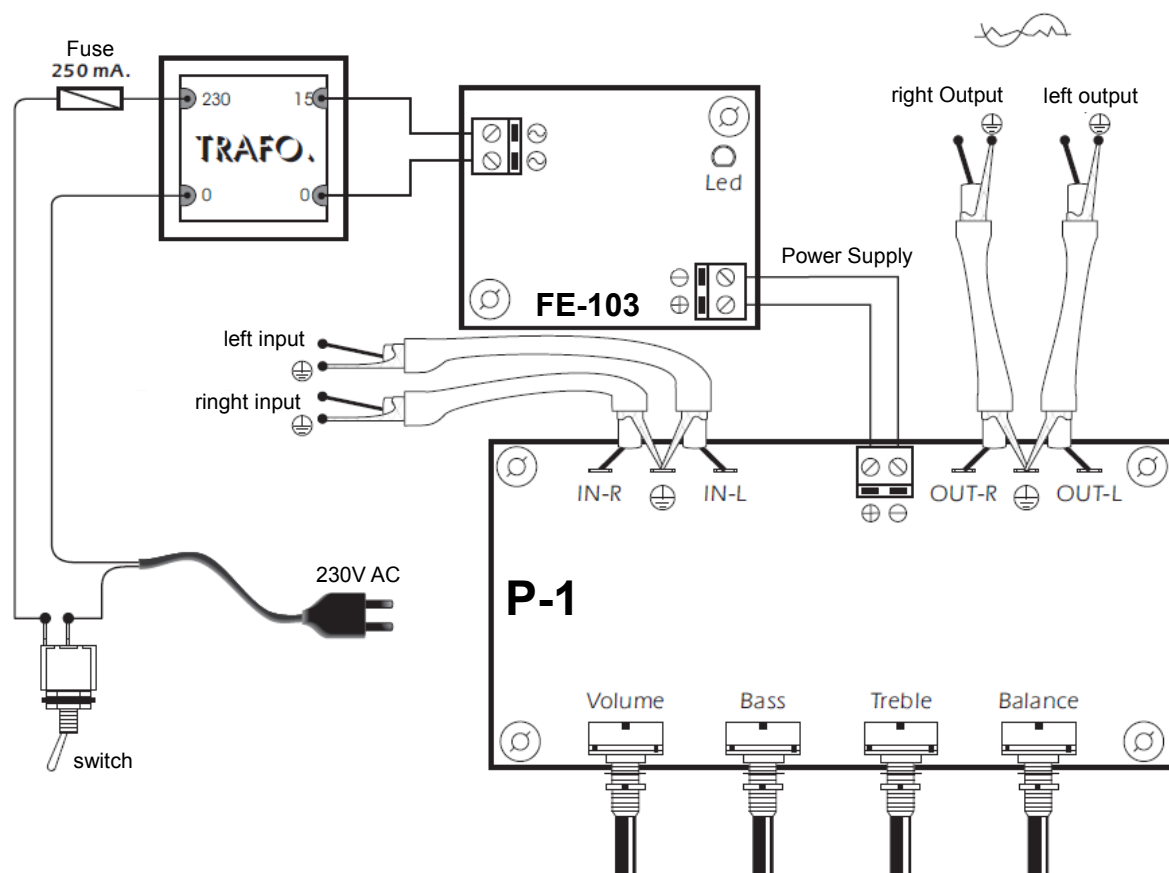 Fuse
250 mA.
230
15
TRAFO.
0
0
Led
FE-103
Power Supply
right Output
left output
left input
ringht input
IN-R
IN-L
OUT-R
OUT-L
P-1
230V AC
switch
Volume
Bass
Treble
Balance